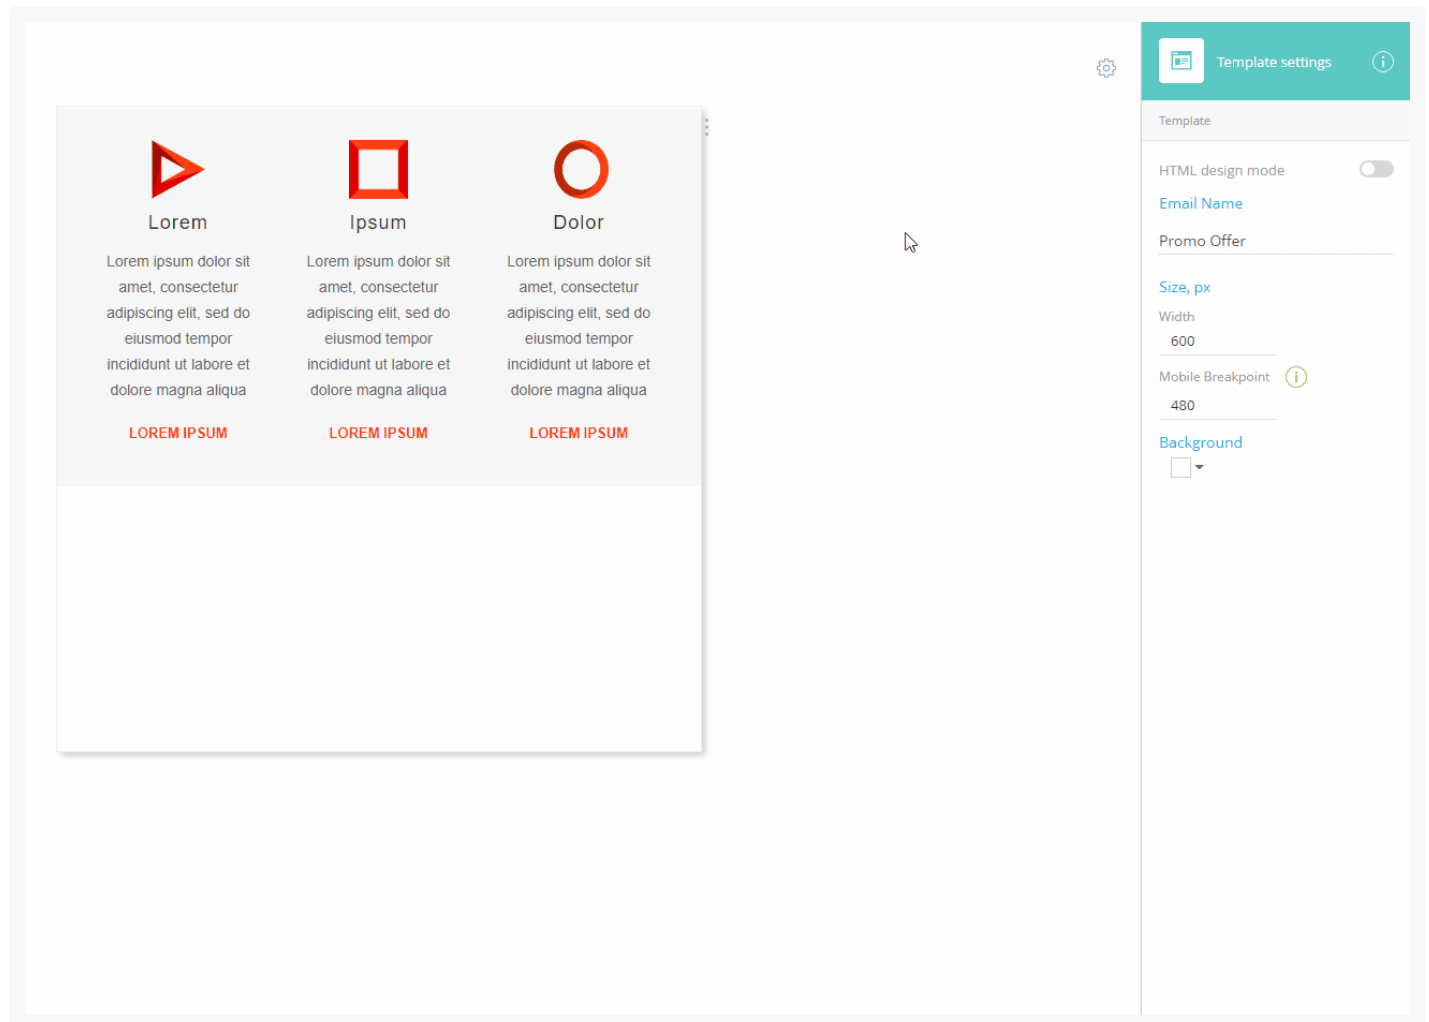 Template settings
Template
HTML design mode
Email Name
Promo Offer
Size, px
Width
600
Mobile Breakpoint
480
Background
Lorem
Lorem ipsum dolor sit
amet, consectetur
adipiscing elit, sed do
eiusmod tempor
incididunt ut labore et
dolore magna aliqua
LOREM IPSUM
Ipsum
Lorem ipsum dolor sit
amet, consectetur
adipiscing elit, sed do
eiusmod tempor
incididunt ut labore et
dolore magna aliqua
LOREM IPSUM
Dolor
Lorem ipsum dolor sit
amet, consectetur
adipiscing elit, sed do
eiusmod tempor
incididunt ut labore et
dolore magna aliqua
LOREM IPSUM